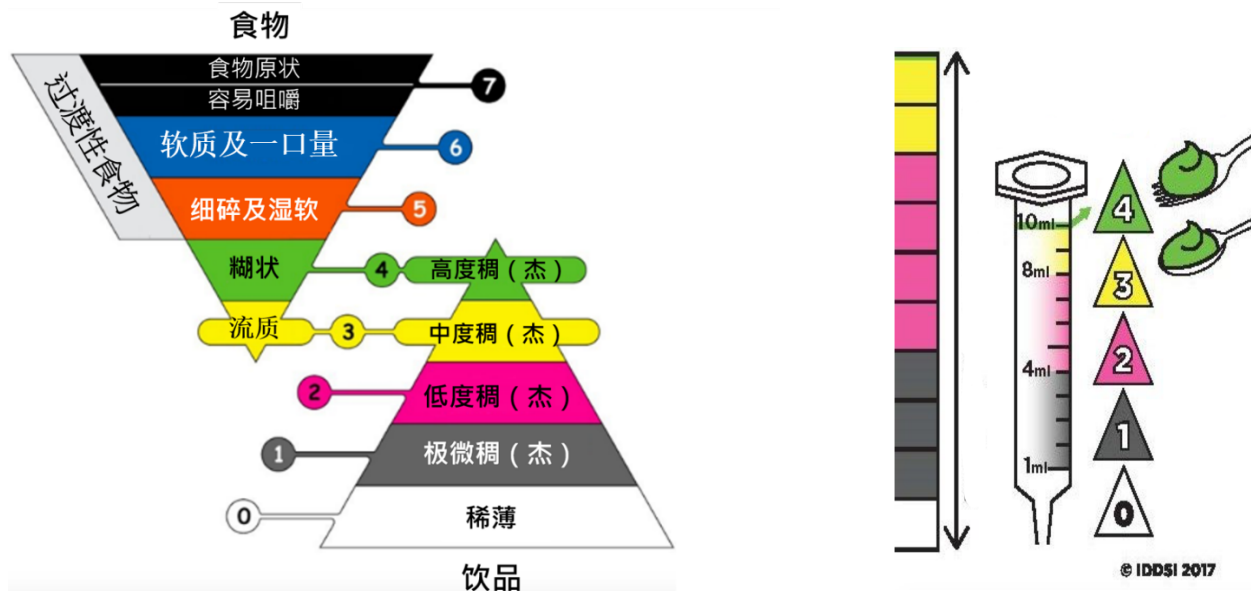 食物
食物原状
容易咀嚼
7
过渡性食物
软质及一口量
6
细碎及湿软
5
糊状
4
高度稠（杰）
流质
3
中度稠（杰）
2
低度稠（杰）
1
极微稠（杰）
0
稀薄
饮品
10ml
8ml
4ml
1ml
4
3
2
1
0
© IDDSI 2017